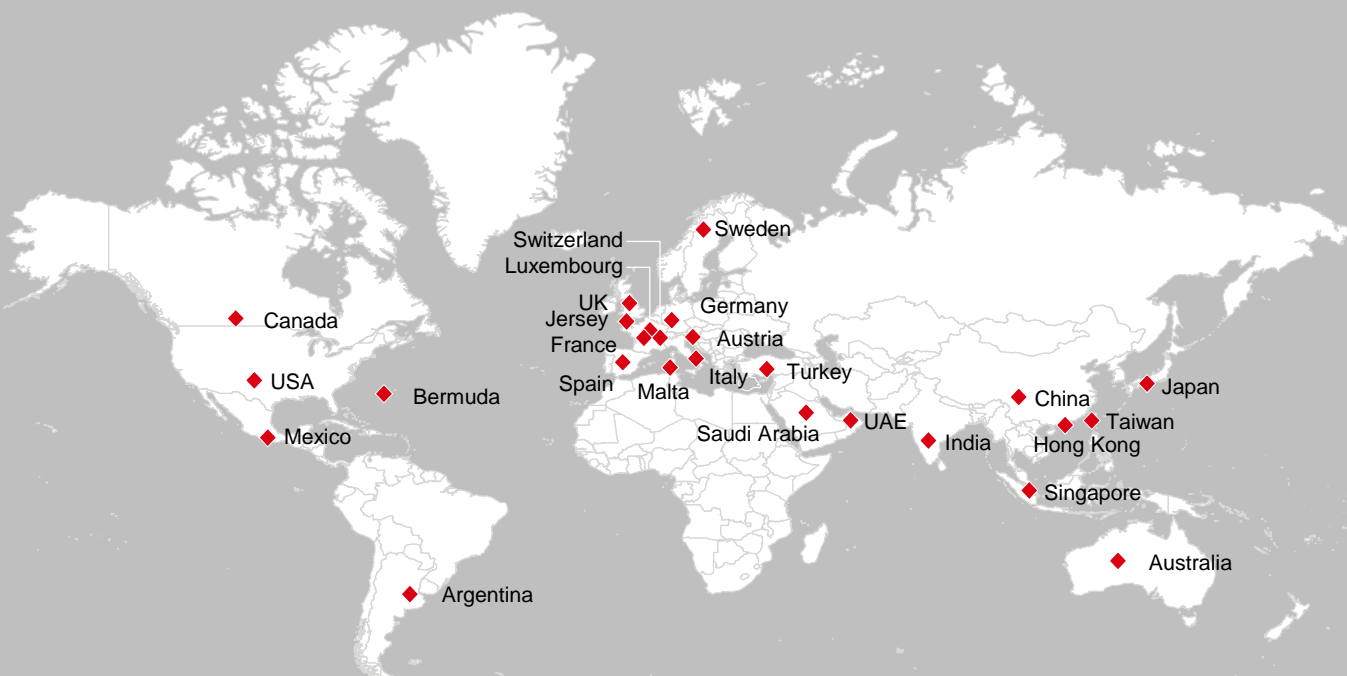 Sweden
Switzerland
Luxembourg
UK
Germany
Jersey
Canada
France
Austria
USA
Spain
Malta
Italy
Turkey
Bermuda
China
Japan
Mexico
Saudi Arabia
UAE
India
Taiwan
Hong Kong
Singapore
Australia
Argentina